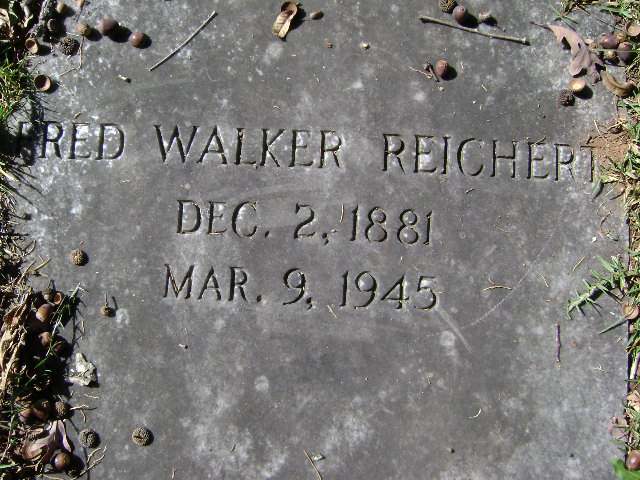 FRED WALKER REICHERT
DEC. 2, 1881
MAR. 9, 1945